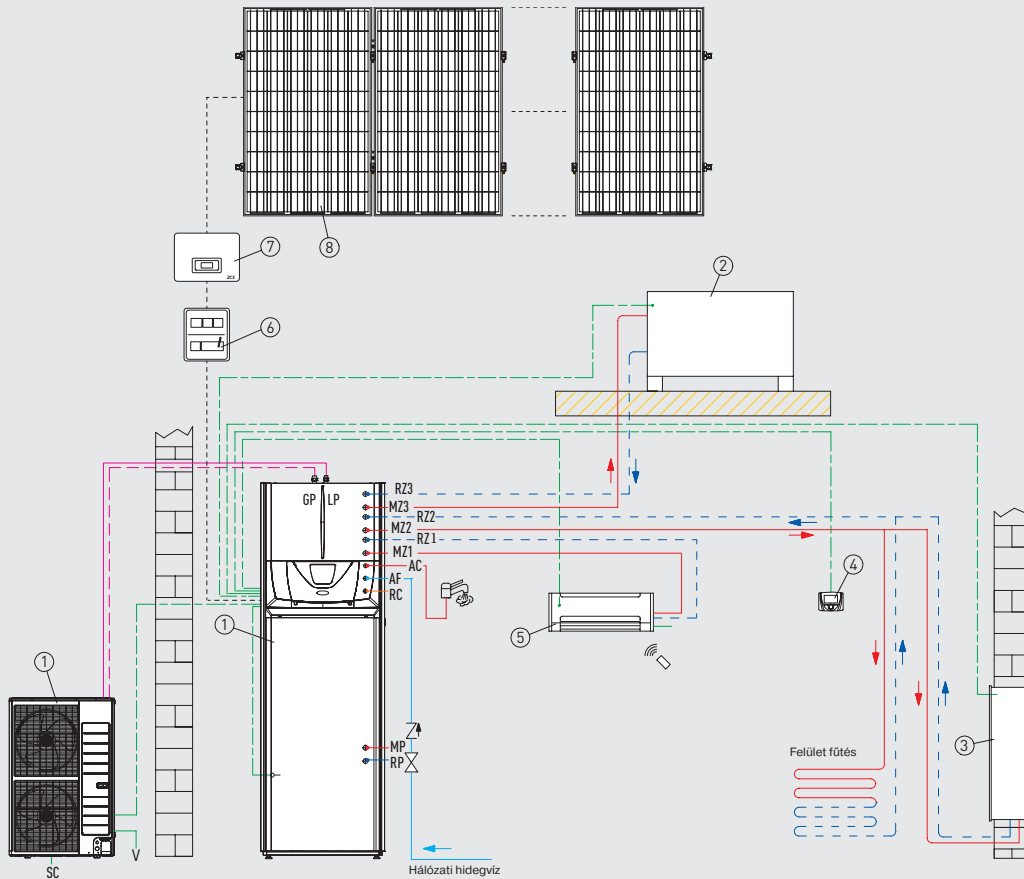 8
7
ZCS
2
6
RZ3
GP LP
MZ3
RZ2
MZ2
RZ1
MZ1
AC
AF
RC
4
1
5
1
3
MP
RP
Felület fűtés
V
SC
Hálózati hidegvíz